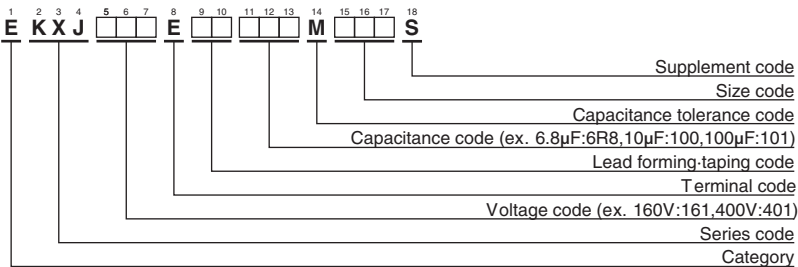 1 2 3 4 5 6 7 8 9 10 11 12 13 14 15 16 17 18
E K X J E M S
Supplement code
Size code
Capacitance tolerance code
Capacitance code (ex. 6.8μF:6R8,10μF:100,100μF:101)
Lead forming·taping code
Terminal code
Voltage code (ex. 160V:161,400V:401)
Series code
Category